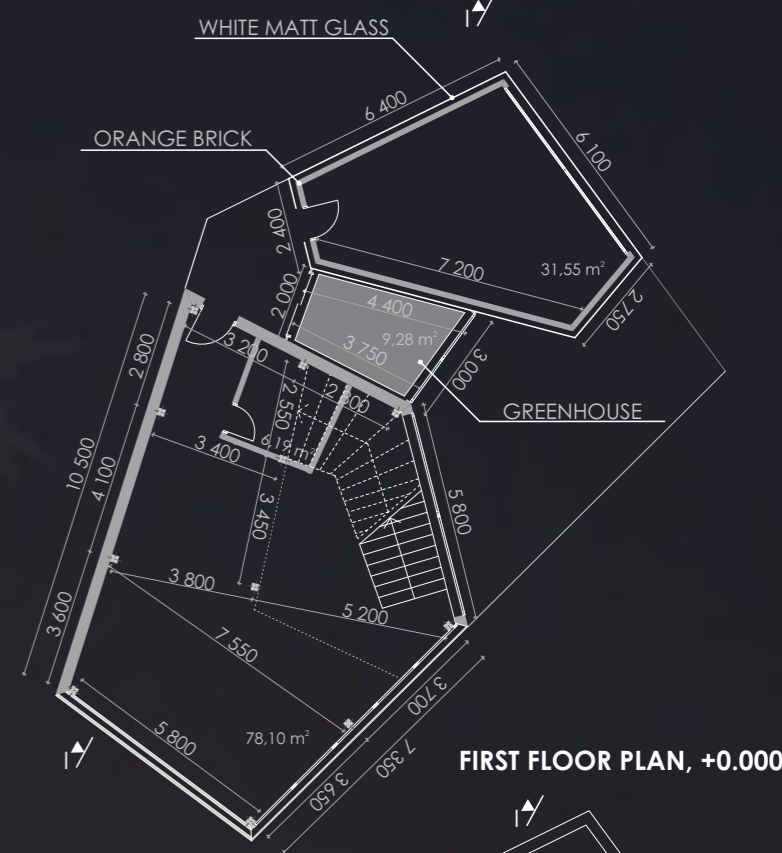 I
WHITE MATT GLASS
6 400
ORANGE BRICK
6 100
2 400
7 200
31,55 m²
2 000
4 400
2 750
9,28 m²
3 750
3 200
2 800
3 000
2 550
2 800
GREENHOUSE
3 400
6,19 m²
10 500
4 100
3 450
5 800
3 800
5 200
3 600
7 550
3 700
5 800
78,10 m²
7 350
I
3 650
FIRST FLOOR PLAN, +0.000
I